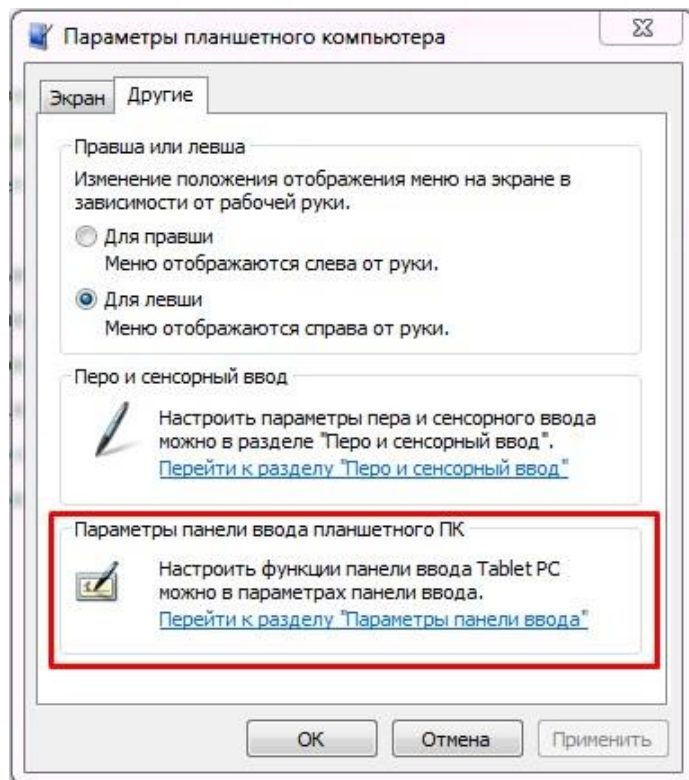 Параметры планшетного компьютера
Экран
Другие
Правша или левша
Изменение положения отображения меню на экране в
зависимости от рабочей руки.
Для правши
Меню отображаются слева от руки.
Для левши
Меню отображаются справа от руки.
Перо и сенсорный ввод
Настроить параметры пера и сенсорного ввода
можно в разделе "Перо и сенсорный ввод".
Перейти к разделу "Перо и сенсорный ввод"
Параметры панели ввода планшетного ПК
Настроить функции панели ввода Tablet PC
можно в параметрах панели ввода.
Перейти к разделу "Параметры панели ввода"
ОК
Отмена
Применить